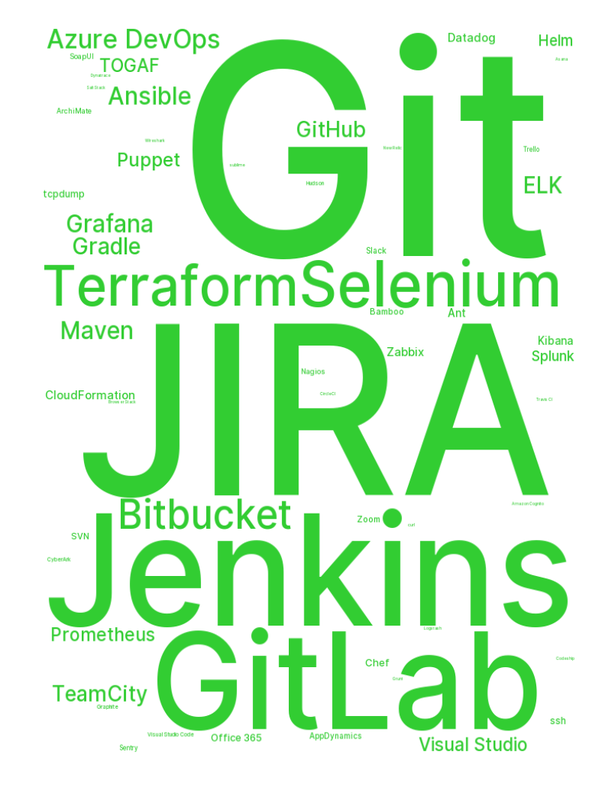 Azure DevOps
Git
Datadog
Helm
SoapUI
TOGAF
Ansible
ArchiMate
GitHub
Puppet
Trello
ELK
tcpdump
Grafana
Gradle
Slack
Terraform
Selenium
Bamboo
Ant
Maven
JIRA
Kibana
Zabbix
Splunk
Nagios
CloudFormation
Bitbucket
Zoom
SVN
Jenkins
Prometheus
GitLab
Chef
TeamCity
Graphite
ssh
Visual Studio Code
Office 365
AppDynamics
Visual Studio
Sentry